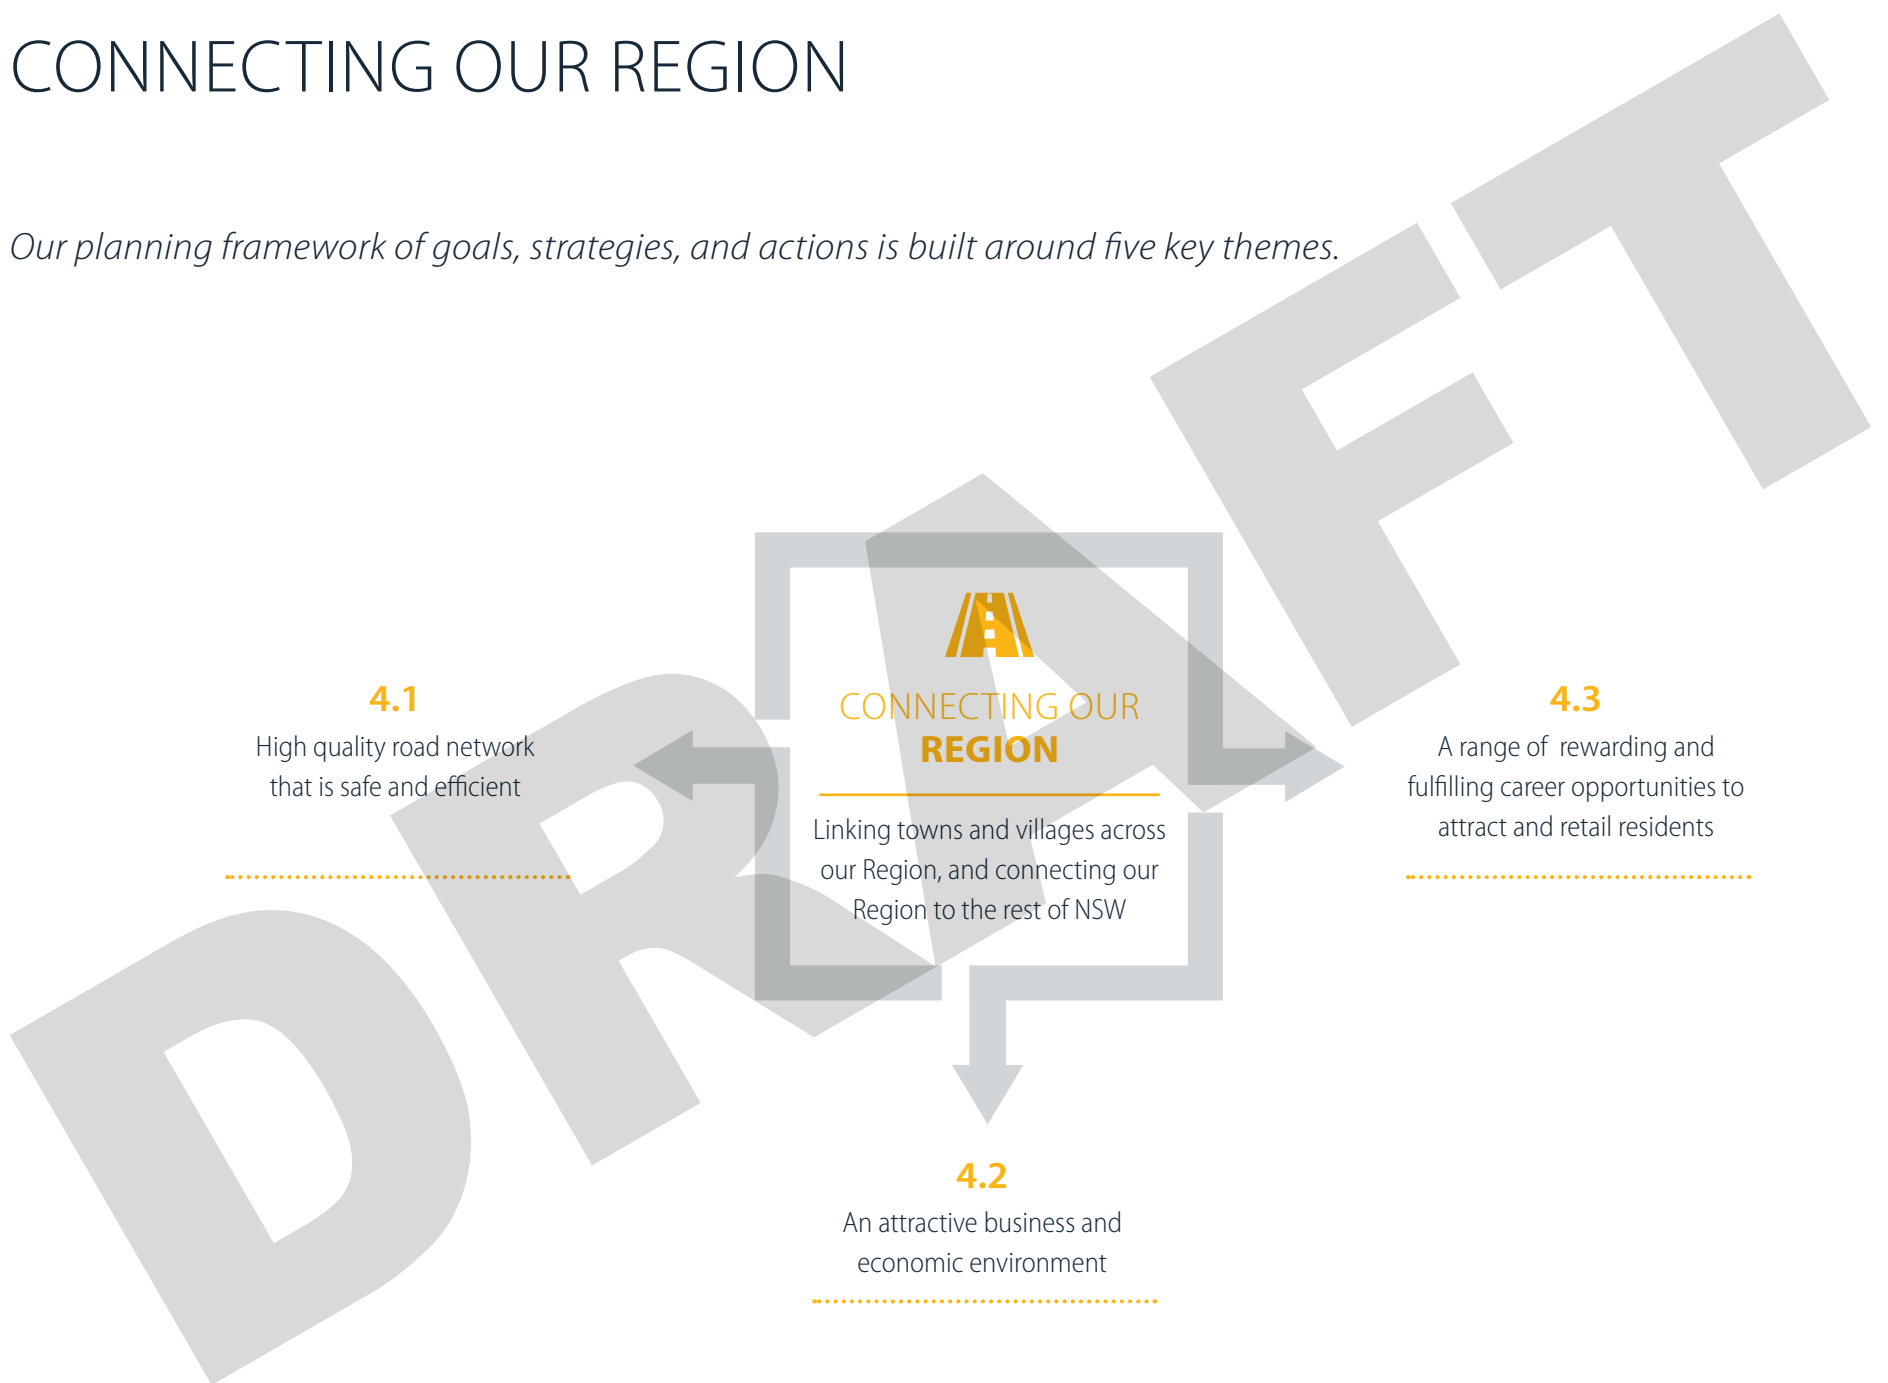 CONNECTING OUR REGION
Our planning framework of goals, strategies, and actions is built around five key themes.
CONNECTING OUR
REGION
Linking towns and villages across
our Region, and connecting our
Region to the rest of NSW
4.1
High quality road network
that is safe and efficient
4.3
A range of rewarding and
fulfilling career opportunities to
attract and retail residents
4.2
An attractive business and
economic environment
DRAFT